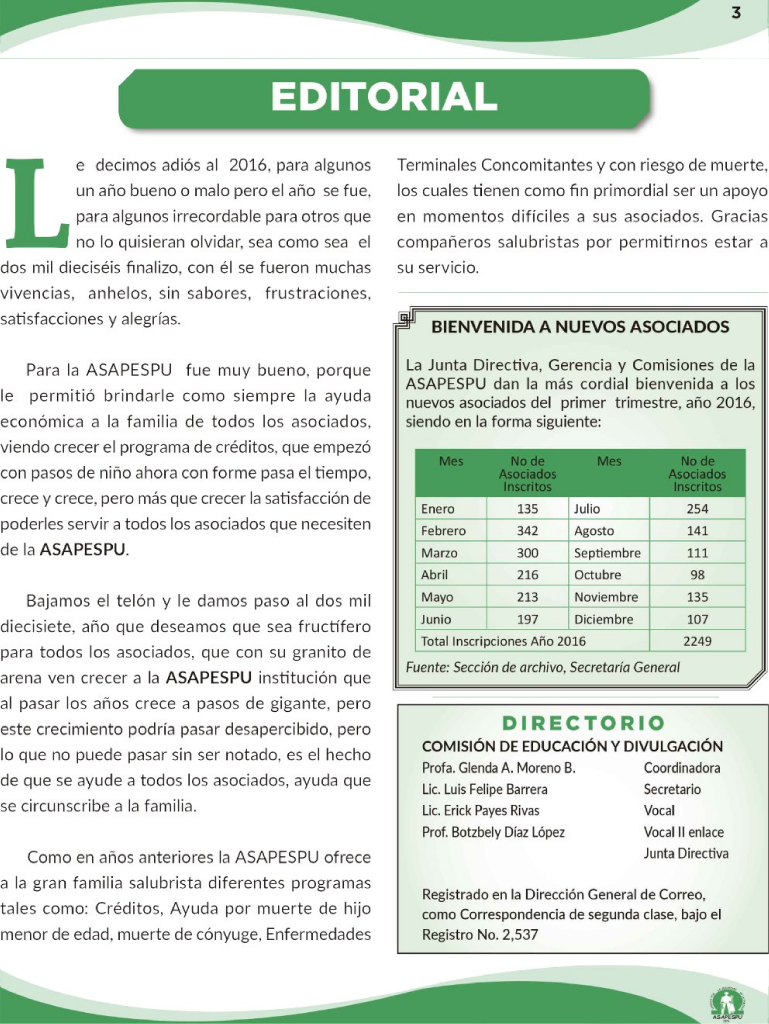 3
EDITORIAL
Le decimos adiós al 2016, para algunos
un año bueno o malo pero el año se fue,
para algunos irrecordable para otros que
no lo quisieran olvidar, sea como sea el
dos mil dieciséis finalizo, con él se fueron muchas
vivencias, anhelos, sin sabores, frustraciones,
satisfacciones y alegrías.
Para la ASAPESPU fue muy bueno, porque
le permitió brindarle como siempre la ayuda
económica a la familia de todos los asociados,
viendo crecer el programa de créditos, que empezó
con pasos de niño ahora con forme pasa el tiempo,
crece y crece, pero más que crecer la satisfacción de
poderles servir a todos los asociados que necesiten
de la ASAPESPU.
Bajamos el telón y le damos paso al dos mil
diecisiete, año que deseamos que sea fructífero
para todos los asociados, que con su granito de
arena ven crecer a la ASAPESPU institución que
al pasar los años crece a pasos de gigante, pero
este crecimiento podría pasar desapercibido, pero
lo que no puede pasar sin ser notado, es el hecho
de que se ayude a todos los asociados, ayuda que
se circunscribe a la familia.
Como en años anteriores la ASAPESPU ofrece
a la gran familia salubrista diferentes programas
tales como: Créditos, Ayuda por muerte de hijo
menor de edad, muerte de cónyuge, Enfermedades
Terminales Concomitantes y con riesgo de muerte,
los cuales tienen como fin primordial ser un apoyo
en momentos difíciles a sus asociados. Gracias
compañeros salubristas por permitirnos estar a
su servicio.
BIENVENIDA A NUEVOS ASOCIADOS
La Junta Directiva, Gerencia y Comisiones de la
ASAPESPU dan la más cordial bienvenida a los
nuevos asociados del primer trimestre, año 2016,
siendo en la forma siguiente:
Mes No de Asociados Inscritos Mes No de Asociados Inscritos
Enero 135 Julio 254
Febrero 342 Agosto 141
Marzo 300 Septiembre 111
Abril 216 Octubre 98
Mayo 213 Noviembre 135
Junio 197 Diciembre 107
Total Inscripciones Año 2016 2249
Fuente: Sección de archivo, Secretaría General
DIRECTORIO
COMISIÓN DE EDUCACIÓN Y DIVULGACIÓN
Profa. Glenda A. Moreno B. Coordinadora
Lic. Luis Felipe Barrera Secretario
Lic. Erick Payes Rivas Vocal
Prof. Botzbely Díaz López Vocal II enlace
Junta Directiva
Registrado en la Dirección General de Correo,
como Correspondencia de segunda clase, bajo el
Registro No. 2,537
ASAPESPU